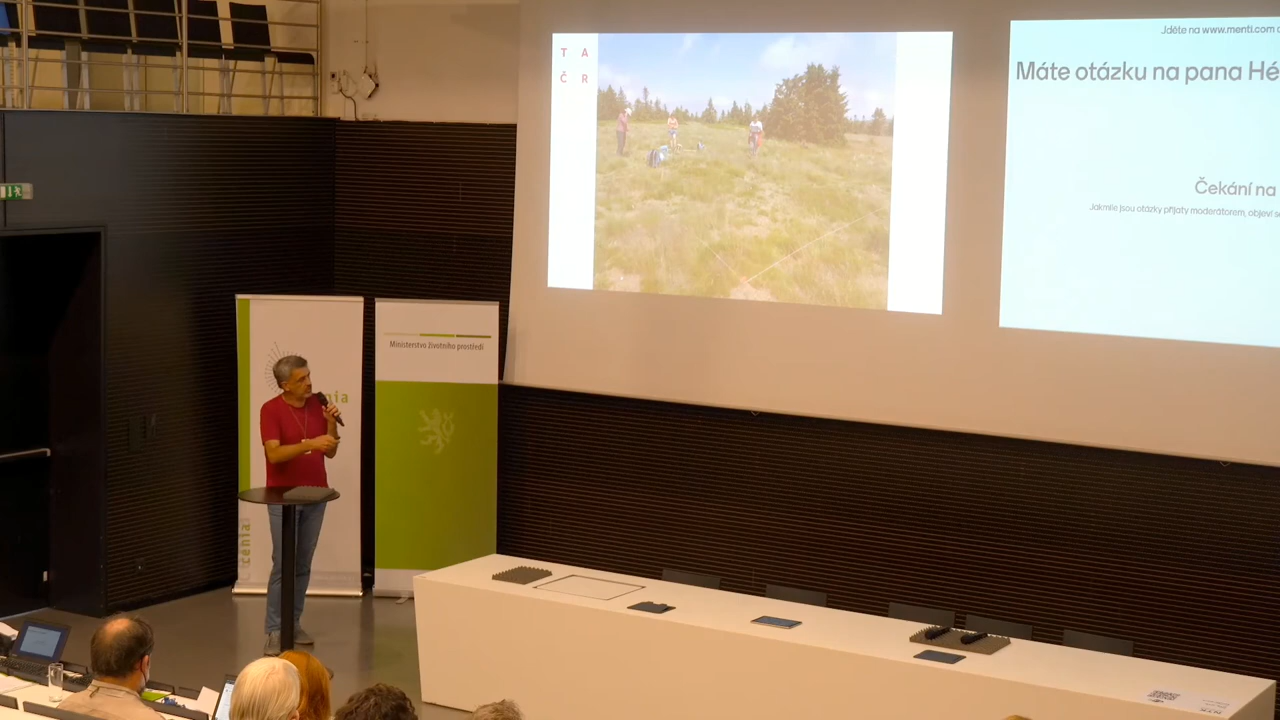 T A
Č R
Jděte na www.menti.com
Máte otázku na pana Hé
Čekání na
Jakmile jsou otázky přijaty moderátorem, objeví
Ministerstvo životního prostředí
nia
cenia